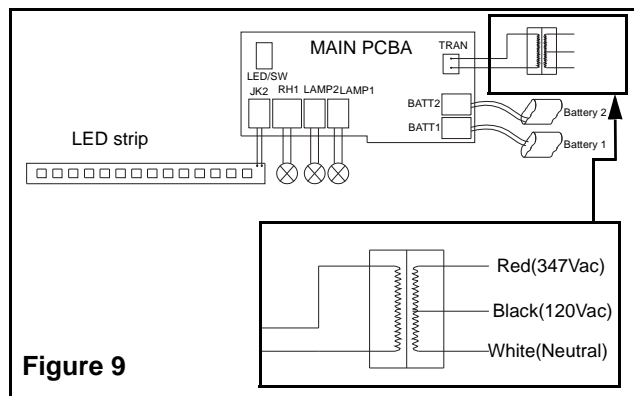 MAIN PCBA
TRAN
LED/SW
JK2
RH1
LAMP2
LAMP1
BATT2
BATT1
Battery 2
Battery 1
LED strip
Red(347Vac)
Black(120Vac)
White(Neutral)
Figure 9